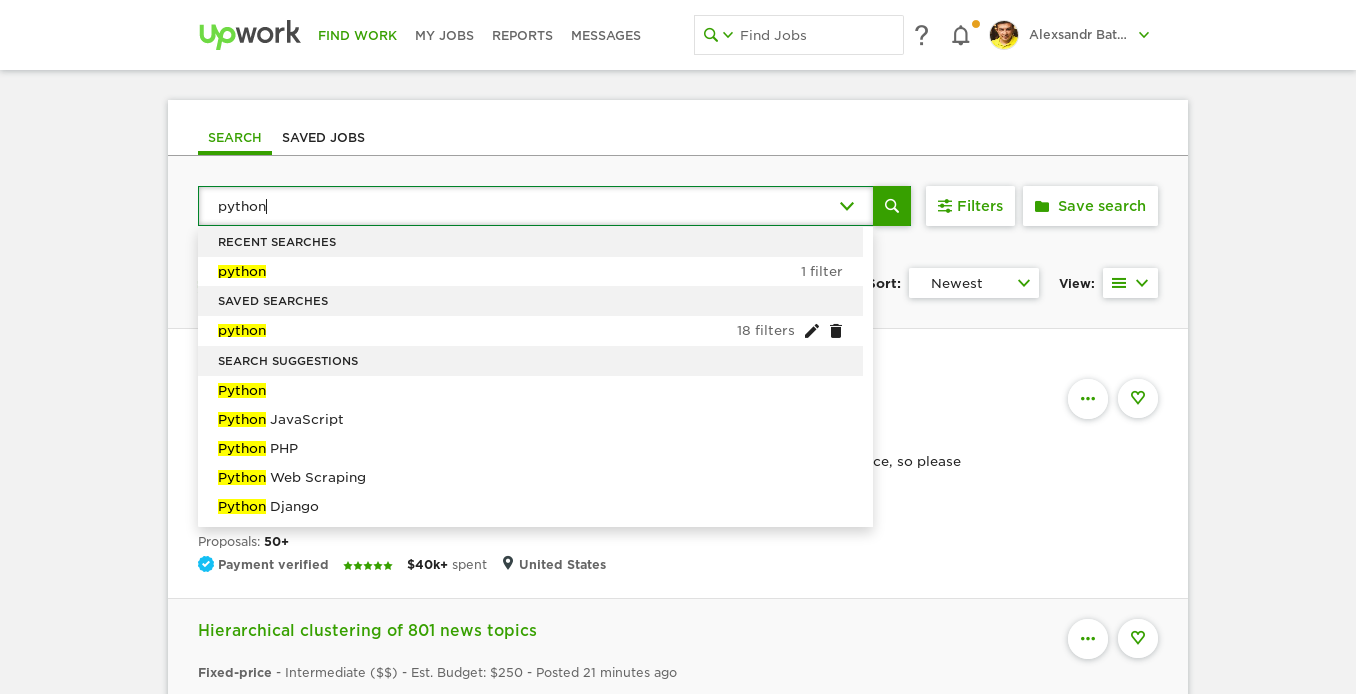 upwork FIND WORK MY JOBS REPORTS MESSAGES Find Jobs ? Alexsandr Bat...
SEARCH SAVED JOBS
python Filters Save search
RECENT SEARCHES
python 1 filter
Sort: Newest View:
SAVED SEARCHES
python 18 filters
SEARCH SUGGESTIONS
Python
Python JavaScript
Python PHP
so please
Python Web Scraping
Python Django
Proposals: 50+
Payment verified $40k+ spent United States
Hierarchical clustering of 801 news topics
Fixed-price - Intermediate ($$) - Est. Budget: $250 - Posted 21 minutes ago